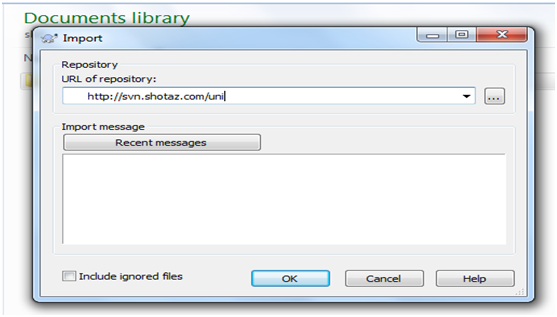 Documents library
Import
Repository
URL of repository:
http://svn.shotaz.com/uni
...
Import message
Recent messages
Include ignored files
OK
Cancel
Help